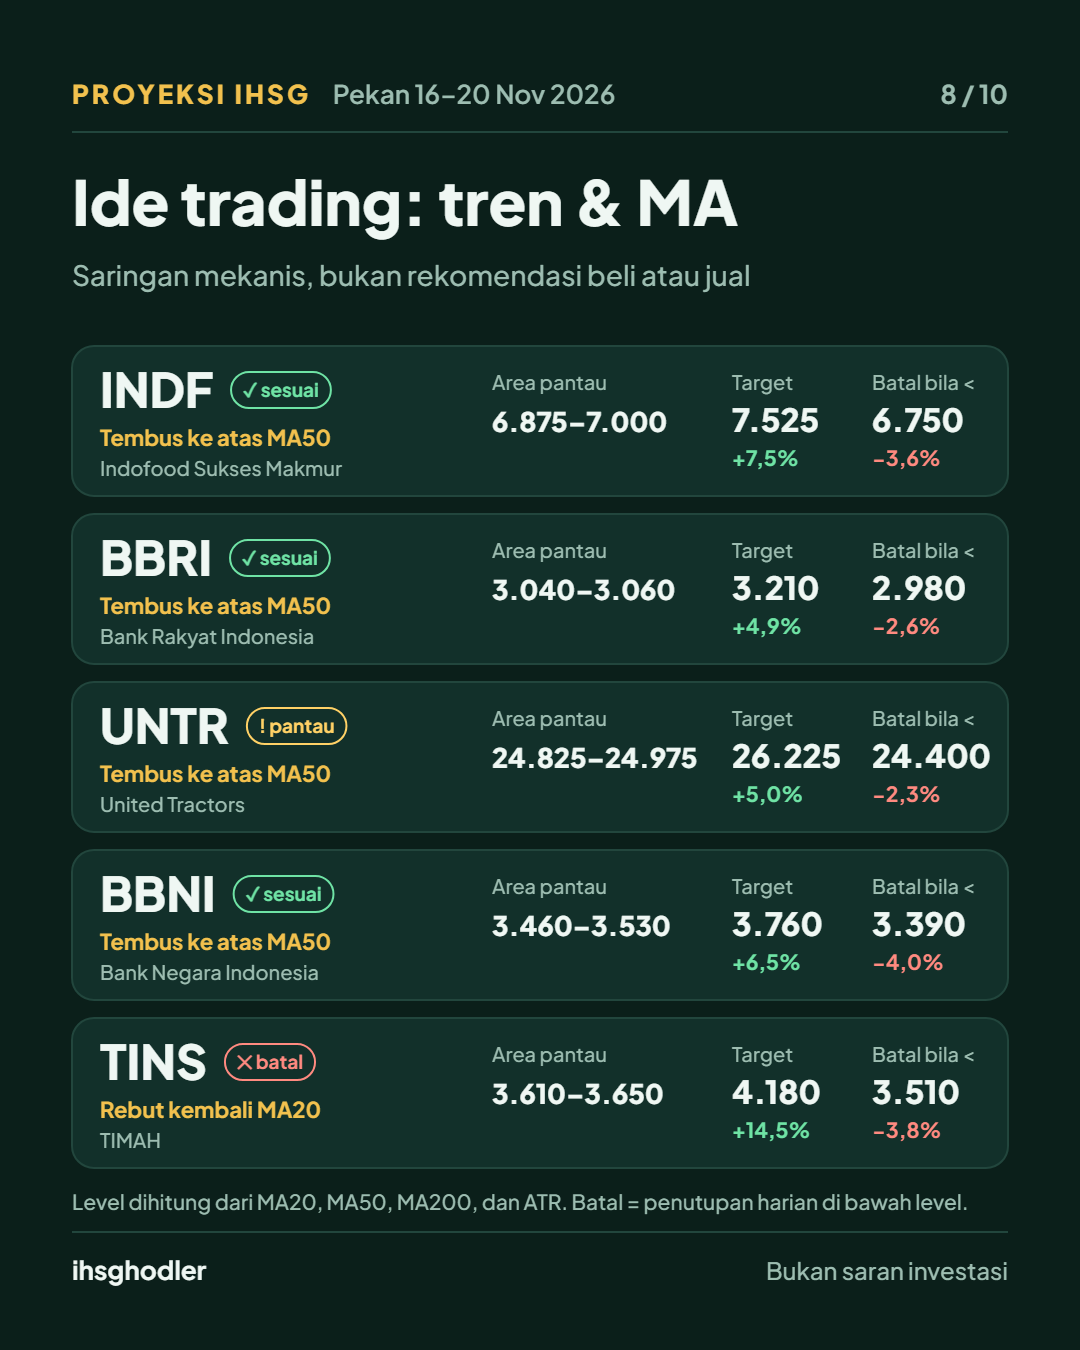 PROYEKSI IHSG Pekan 16–20 Nov 2026 8 / 10
Ide trading: tren & MA
Saringan mekanis, bukan rekomendasi beli atau jual
INDF ✓ sesuai
Tembus ke atas MA50
Indofood Sukses Makmur
Area pantau
6.875–7.000
Target
7.525
+7,5%
Batal bila <
6.750
−3,6%
BBRI ✓ sesuai
Tembus ke atas MA50
Bank Rakyat Indonesia
Area pantau
3.040–3.060
Target
3.210
+4,9%
Batal bila <
2.980
−2,6%
UNTR ! pantau
Tembus ke atas MA50
United Tractors
Area pantau
24.825–24.975
Target
26.225
+5,0%
Batal bila <
24.400
−2,3%
BBNI ✓ sesuai
Tembus ke atas MA50
Bank Negara Indonesia
Area pantau
3.460–3.530
Target
3.760
+6,5%
Batal bila <
3.390
−4,0%
TINS ✕ batal
Rebut kembali MA20
TIMAH
Area pantau
3.610–3.650
Target
4.180
+14,5%
Batal bila <
3.510
−3,8%
Level dihitung dari MA20, MA50, MA200, dan ATR. Batal = penutupan harian di bawah level.
ihsghodler Bukan saran investasi